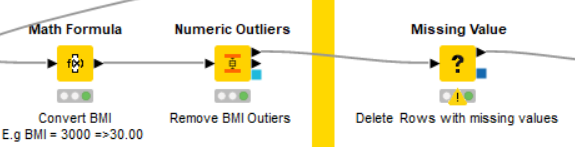 Math Formula
Numeric Outliers
Missing Value
f(x)
?
Convert BMI
E.g BMI = 3000 =>30.00
Remove BMI Outiers
Delete Rows with missing values